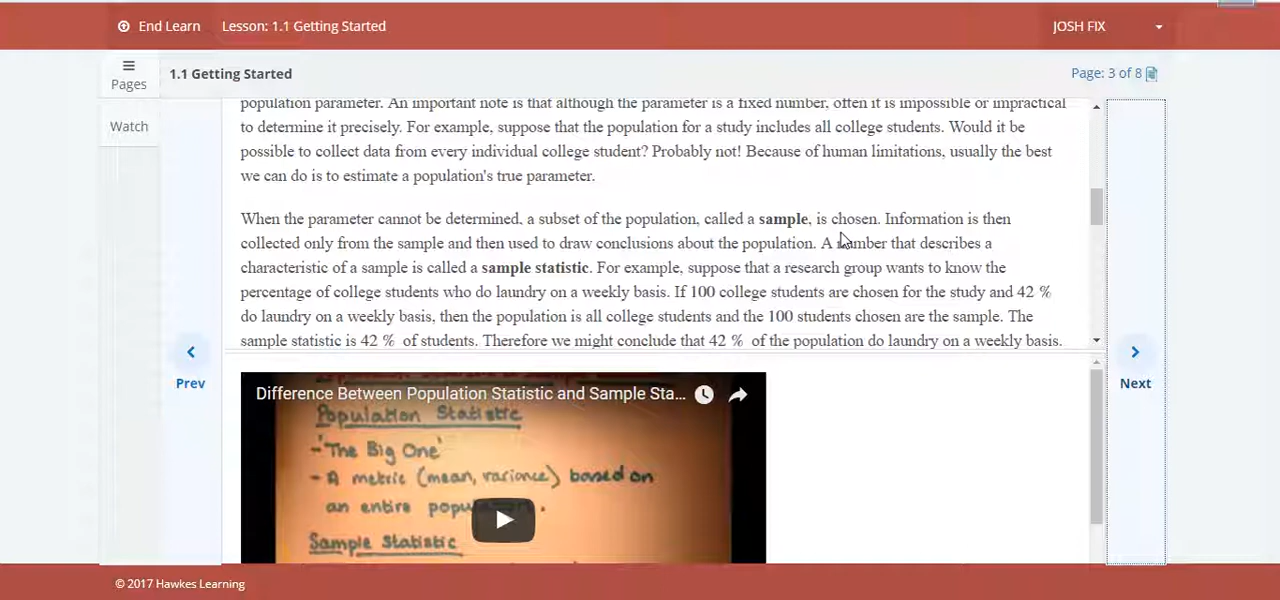 End Learn Lesson: 1.1 Getting Started JOSH FIX
Pages 1.1 Getting Started Page: 3 of 8
Watch
population parameter. An important note is that although the parameter is a fixed number, often it is impossible or impractical
to determine it precisely. For example, suppose that the population for a study includes all college students. Would it be
possible to collect data from every individual college student? Probably not! Because of human limitations, usually the best
we can do is to estimate a population's true parameter.
When the parameter cannot be determined, a subset of the population, called a sample, is chosen. Information is then
collected only from the sample and then used to draw conclusions about the population. A number that describes a
characteristic of a sample is called a sample statistic. For example, suppose that a research group wants to know the
percentage of college students who do laundry on a weekly basis. If 100 college students are chosen for the study and 42 %
do laundry on a weekly basis, then the population is all college students and the 100 students chosen are the sample. The
sample statistic is 42 % of students. Therefore we might conclude that 42 % of the population do laundry on a weekly basis.
Prev
Next
Difference Between Population Statistic and Sample Sta...
Population Statistic
- 'The Big One'
- A metric (mean, variance) based on
an entire
Sample Statistic
© 2017 Hawkes Learning